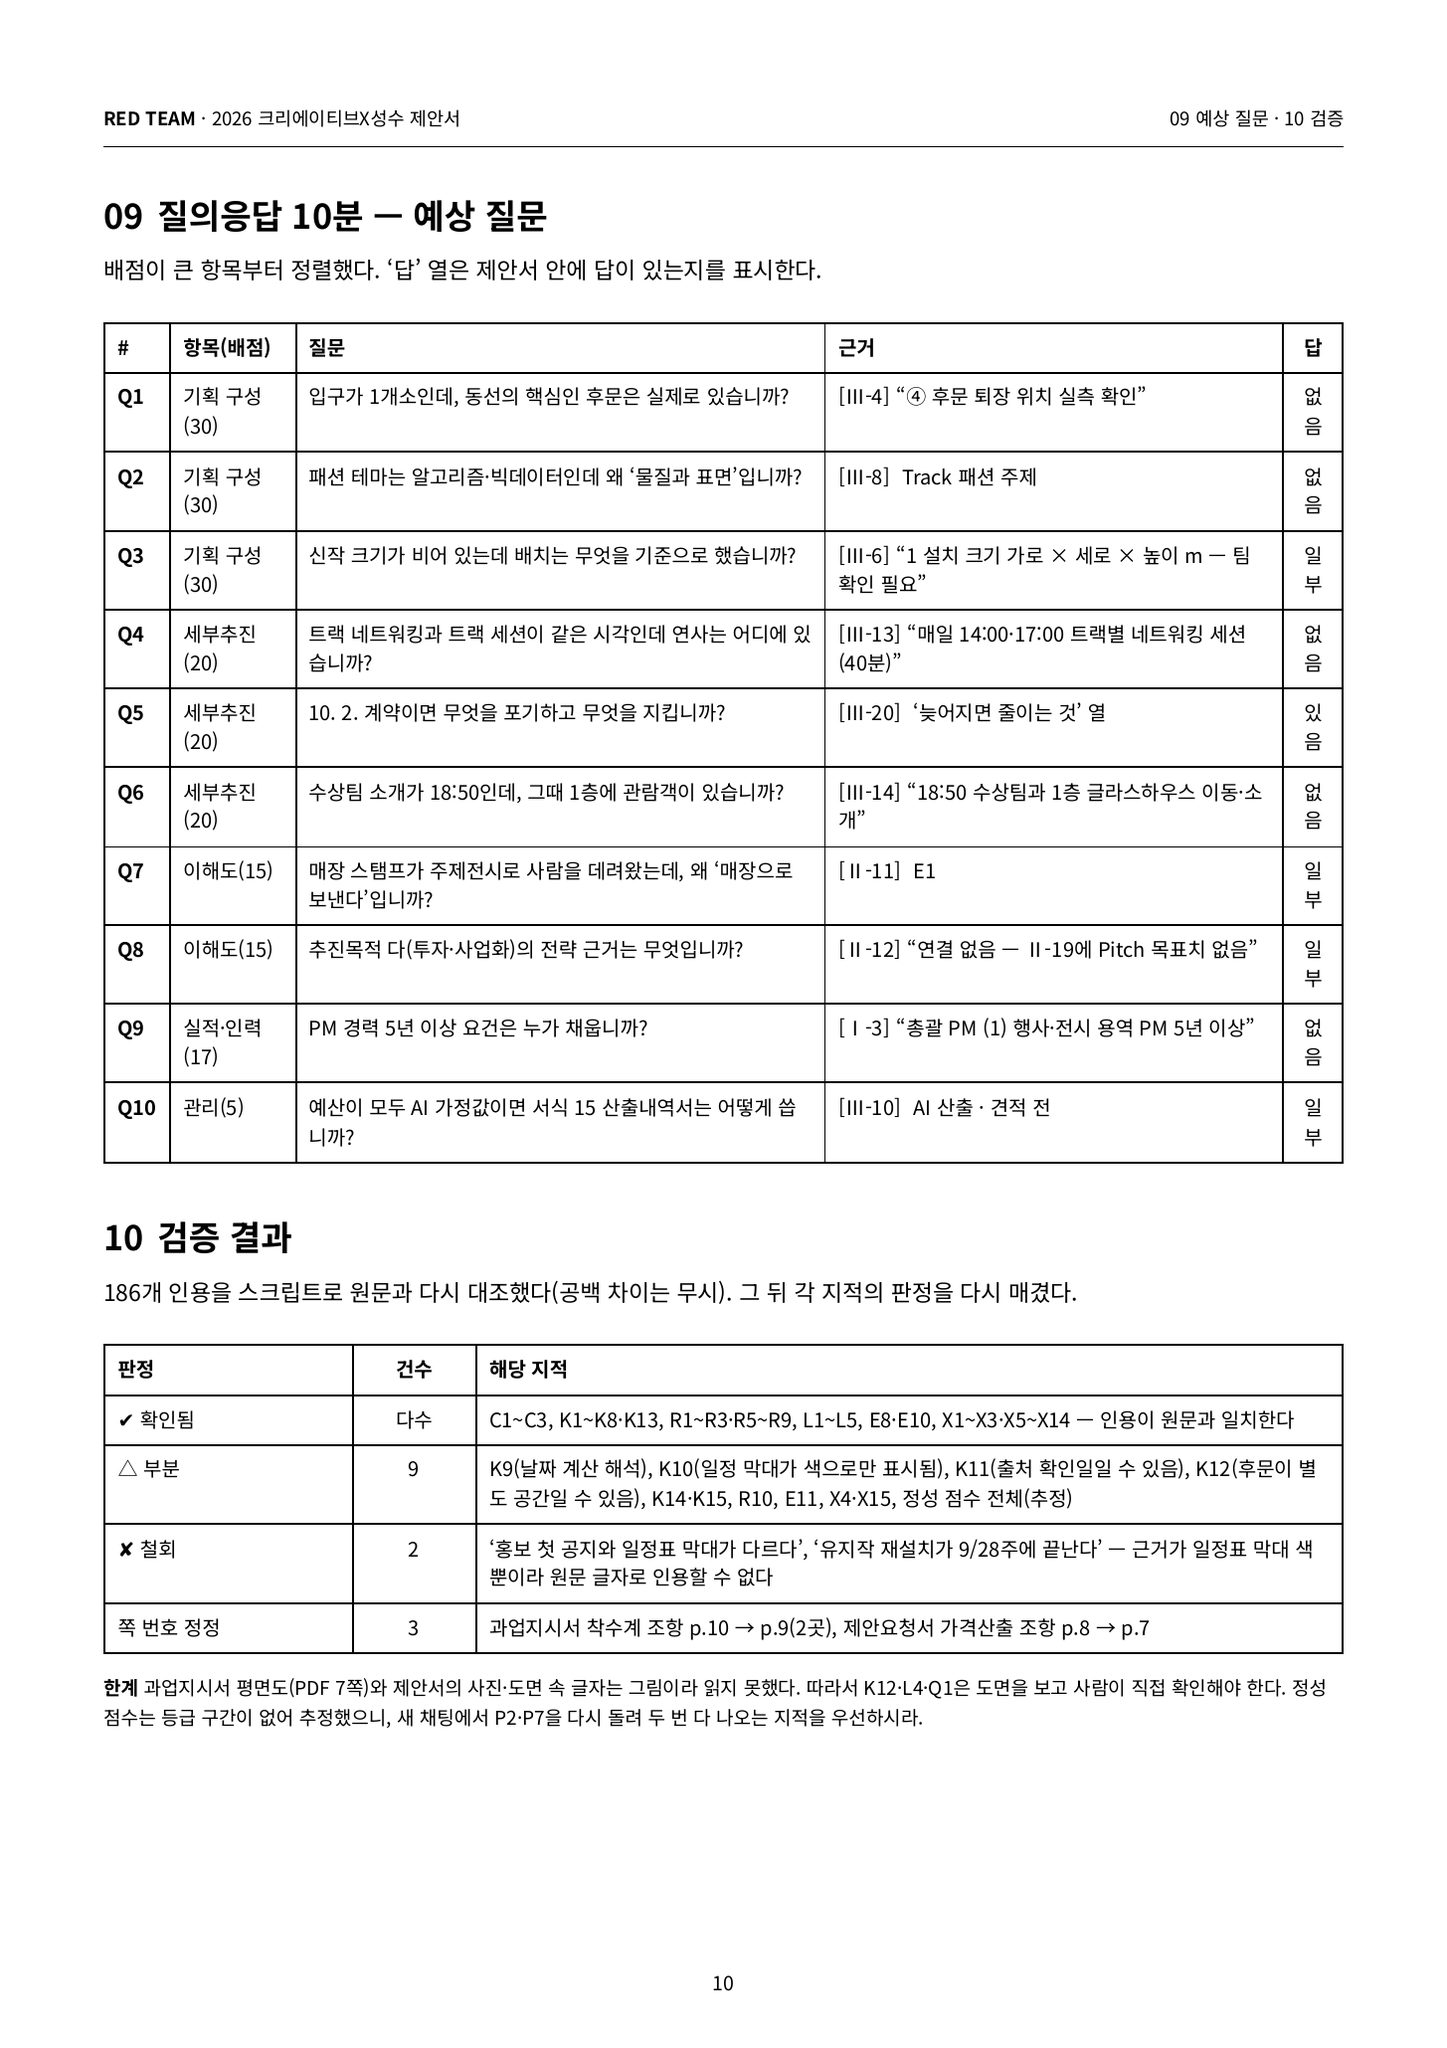 RED TEAM · 2026 크리에이티브X성수 제안서
09 예상 질문 · 10 검증
09 질의응답 10분 — 예상 질문
배점이 큰 항목부터 정렬했다. ‘답’ 열은 제안서 안에 답이 있는지를 표시한다.
# 항목(배점) 질문 근거 답
Q1 기획 구성 입구가 1개소인데, 동선의 핵심인 후문은 실제로 있습니까? [Ⅲ-4] “④ 후문 퇴장 위치 실측 확인” 없
(30) 음
Q2 기획 구성 패션 테마는 알고리즘·빅데이터인데 왜 ‘물질과 표면’입니까? [Ⅲ-8] Track 패션 주제 없
(30) 음
Q3 기획 구성 신작 크기가 비어 있는데 배치는 무엇을 기준으로 했습니까? [Ⅲ-6] “1 설치 크기 가로 × 세로 × 높이 m — 팀 일
(30) 확인 필요” 부
Q4 세부추진 트랙 네트워킹과 트랙 세션이 같은 시각인데 연사는 어디에 있 [Ⅲ-13] “매일 14:00·17:00 트랙별 네트워킹 세션 없
(20) 습니까? (40분)” 음
Q5 세부추진 10. 2. 계약이면 무엇을 포기하고 무엇을 지킵니까? [Ⅲ-20] ‘늦어지면 줄이는 것’ 열 있
(20) 음
Q6 세부추진 수상팀 소개가 18:50인데, 그때 1층에 관람객이 있습니까? [Ⅲ-14] “18:50 수상팀과 1층 글라스하우스 이동·소 없
(20) 개” 음
Q7 이해도(15) 매장 스탬프가 주제전시로 사람을 데려왔는데, 왜 ‘매장으로 [Ⅱ-11] E1 일
보낸다’입니까? 부
Q8 이해도(15) 추진목적 다(투자·사업화)의 전략 근거는 무엇입니까? [Ⅱ-12] “연결 없음 — Ⅱ-19에 Pitch 목표치 없음” 일
부
Q9 실적·인력 PM 경력 5년 이상 요건은 누가 채웁니까? [Ⅰ-3] “총괄 PM (1) 행사·전시 용역 PM 5년 이상” 없
(17) 음
Q10 관리(5) 예산이 모두 AI 가정값이면 서식 15 산출내역서는 어떻게 씁 [Ⅲ-10] AI 산출 · 견적 전 일
니까? 부
10 검증 결과
186개 인용을 스크립트로 원문과 다시 대조했다(공백 차이는 무시). 그 뒤 각 지적의 판정을 다시 매겼다.
판정 건수 해당 지적
✔ 확인됨 다수 C1~C3, K1~K8·K13, R1~R3·R5~R9, L1~L5, E8·E10, X1~X3·X5~X14 — 인용이 원문과 일치한다
△ 부분 9 K9(날짜 계산 해석), K10(일정 막대가 색으로만 표시됨), K11(출처 확인일일 수 있음), K12(후문이 별
도 공간일 수 있음), K14·K15, R10, E11, X4·X15, 정성 점수 전체(추정)
✘ 철회 2 ‘홍보 첫 공지와 일정표 막대가 다르다’, ‘유지작 재설치가 9/28주에 끝난다’ — 근거가 일정표 막대 색
뿐이라 원문 글자로 인용할 수 없다
쪽 번호 정정 3 과업지시서 착수계 조항 p.10 → p.9(2곳), 제안요청서 가격산출 조항 p.8 → p.7
한계 과업지시서 평면도(PDF 7쪽)와 제안서의 사진·도면 속 글자는 그림이라 읽지 못했다. 따라서 K12·L4·Q1은 도면을 보고 사람이 직접 확인해야 한다. 정성
점수는 등급 구간이 없어 추정했으니, 새 채팅에서 P2·P7을 다시 돌려 두 번 다 나오는 지적을 우선하시라.
10